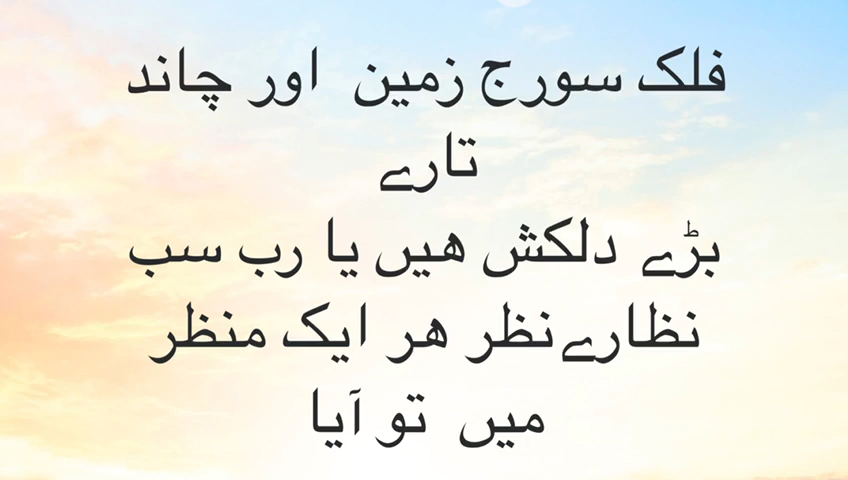 فلک سورج زمین اور چاند
تارے
بڑے دلکش ھیں یا رب سب
نظارے نظر ھر ایک منظر
میں تو آیا